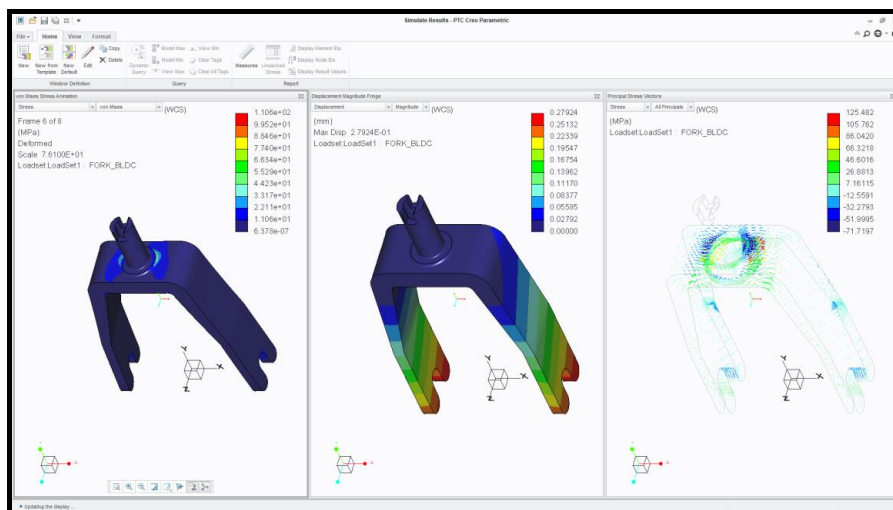 Simulate Results - PTC Creo Parametric
File Home View Format
New New from Template New Default Edit Copy Delete
Window Definition
Dynamic Query Model Max View Min Model Min Clear Tags View Max Clear All Tags
Query
Measures Linearized Stress Display Element IDs Display Node IDs Display Result Values
Report
von Mises Stress Animation
Stress von Mises (WCS)
Frame 6 of 8
(MPa)
Deformed
Scale 7.6100E+01
Loadset:LoadSet1 : FORK_BLDC
1.106e+02
9.952e+01
8.846e+01
7.740e+01
6.634e+01
5.529e+01
4.423e+01
3.317e+01
2.211e+01
1.106e+01
6.378e-07
Y
X
Z
Displacement Magnitude Fringe
Displacement Magnitude (WCS)
(mm)
Max Disp 2.7924E-01
Loadset:LoadSet1 : FORK_BLDC
0.27924
0.25132
0.22339
0.19547
0.16754
0.13962
0.11170
0.08377
0.05585
0.02792
0.00000
Y
X
Z
Principal Stress Vectors
Stress All Principals (WCS)
(MPa)
Loadset:LoadSet1 : FORK_BLDC
125.482
105.762
86.0420
66.3218
46.6016
26.8813
7.16115
-12.5591
-32.2793
-51.9995
-71.7197
Y
X
Z
Updating the display ...